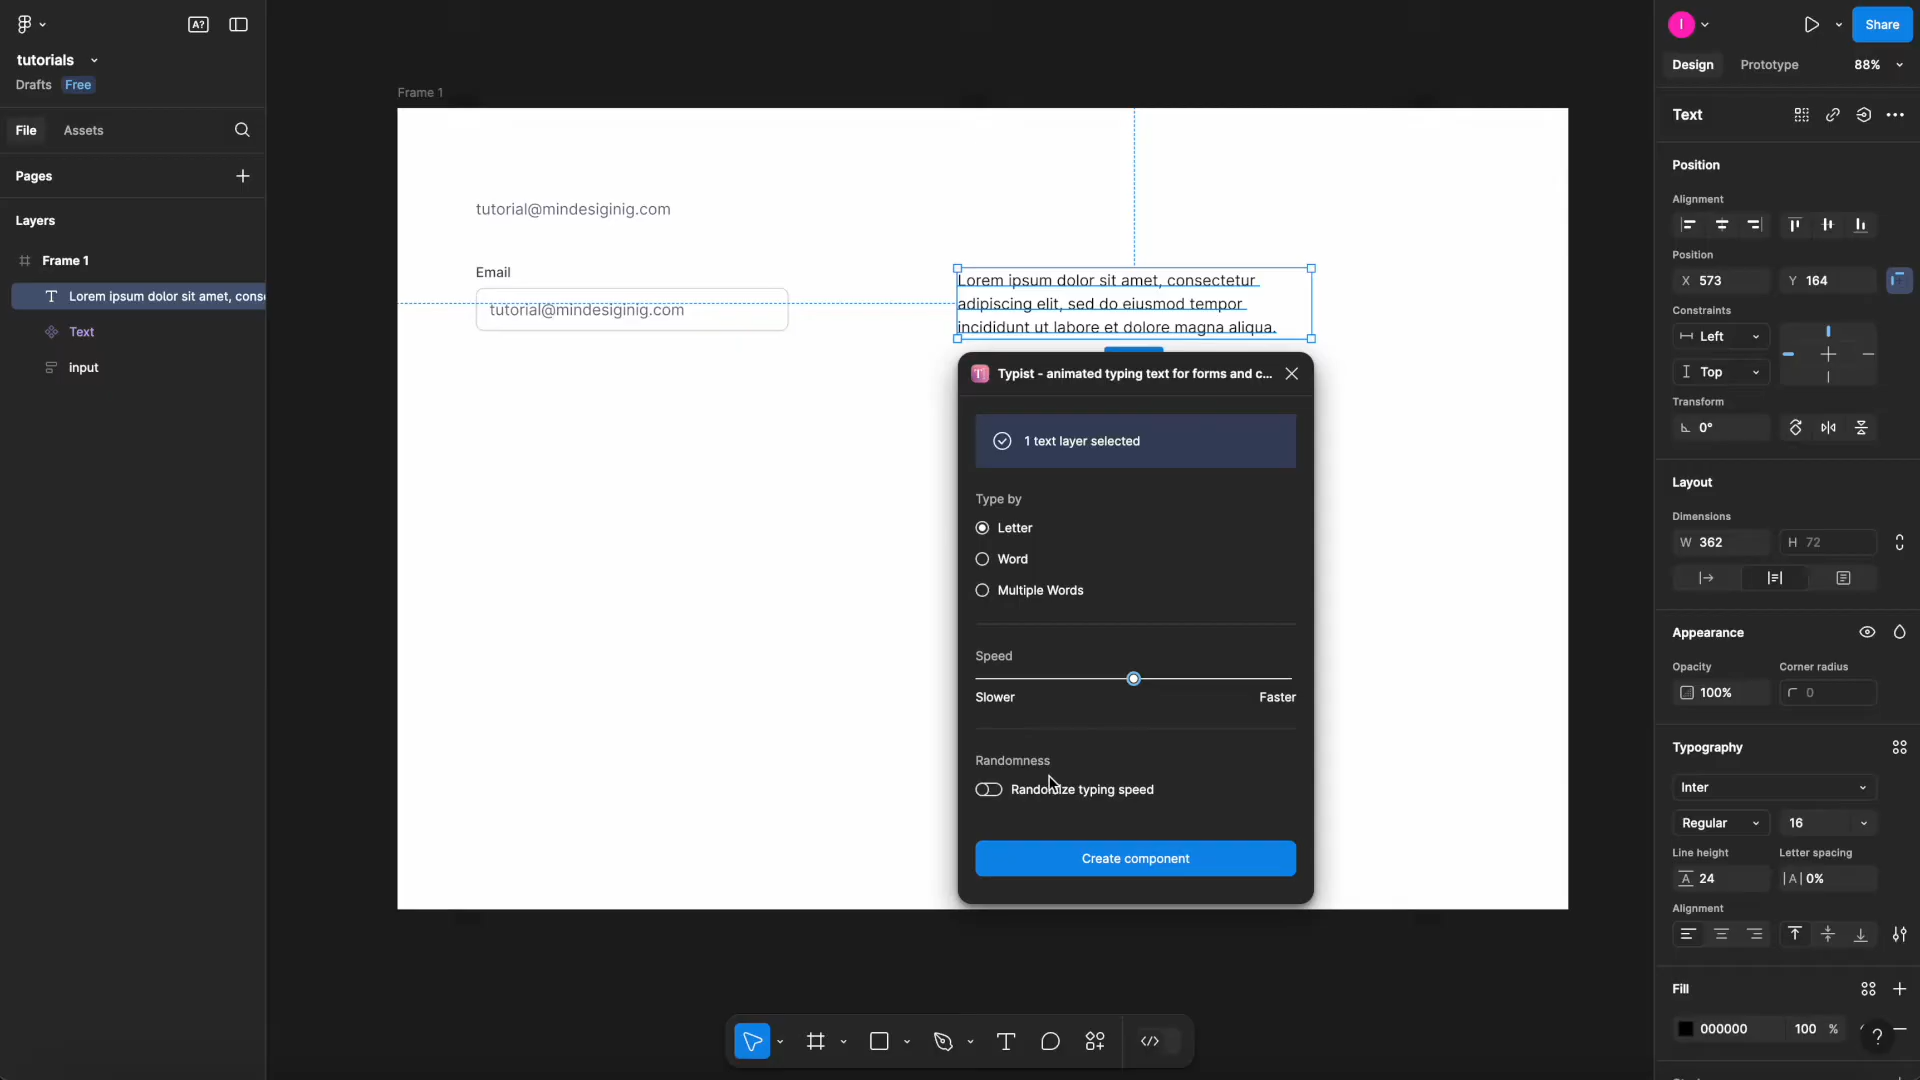 A?
tutorials
Drafts Free
File Assets
Pages
Layers
Frame 1
Lorem ipsum dolor sit amet, conse
Text
input
Frame 1
tutorial@mindesiginig.com
Email
tutorial@mindesiginig.com
Lorem ipsum dolor sit amet, consectetur
adipiscing elit, sed do eiusmod tempor
incididunt ut labore et dolore magna aliqua.
Typist - animated typing text for forms and c...
1 text layer selected
Type by
Letter
Word
Multiple Words
Speed
Slower Faster
Randomness
Randomize typing speed
Create component
I Share
Design Prototype 88%
Text
Position
Alignment
Position
X 573 Y 164
Constraints
Left
Top
Transform
0°
Layout
Dimensions
W 362 H 72
Appearance
Opacity Corner radius
100% 0
Typography
Inter
Regular 16
Line height Letter spacing
A 24 |A| 0%
Alignment
Fill
000000 100 % ?